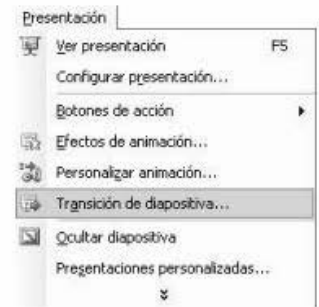 Presentación
Ver presentación F5
Configurar presentación...
Botones de acción
Efectos de animación...
Personalizar animación...
Transición de diapositiva...
Ocultar diapositiva
Presentaciones personalizadas...